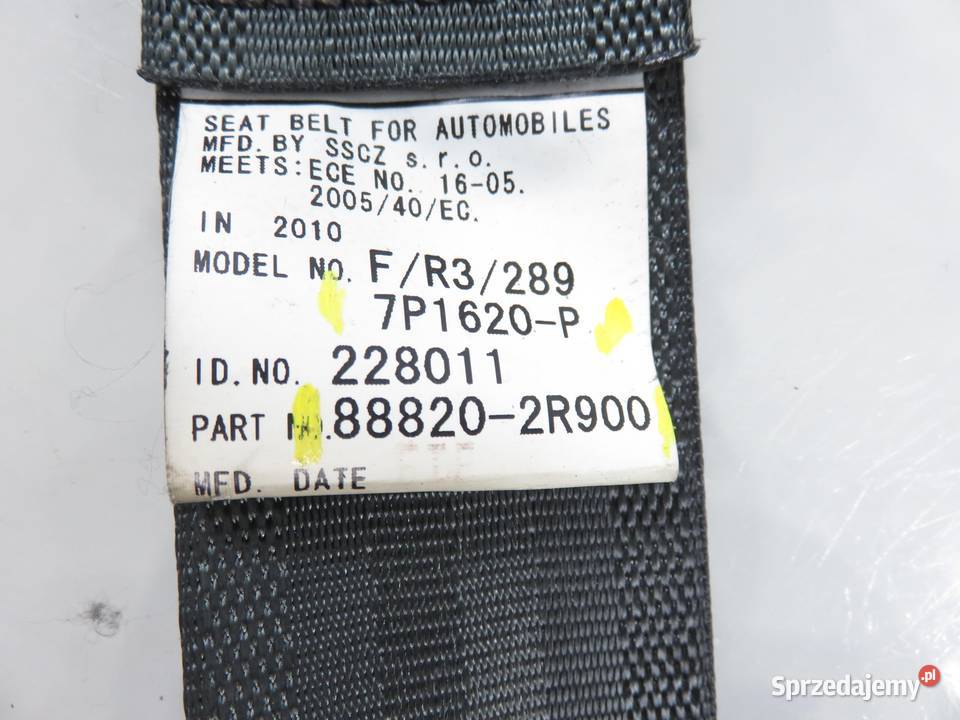 SEAT BELT FOR AUTOMOBILES
MFD. BY SSCZ s.r.o.
MEETS: ECE NO. 16-05.
2005/40/EC.
IN 2010
MODEL NO. F/R3/289
7P1620-P
ID. NO. 228011
PART NO. 88820-2R900
MFD. DATE
Sprzedajemy.pl